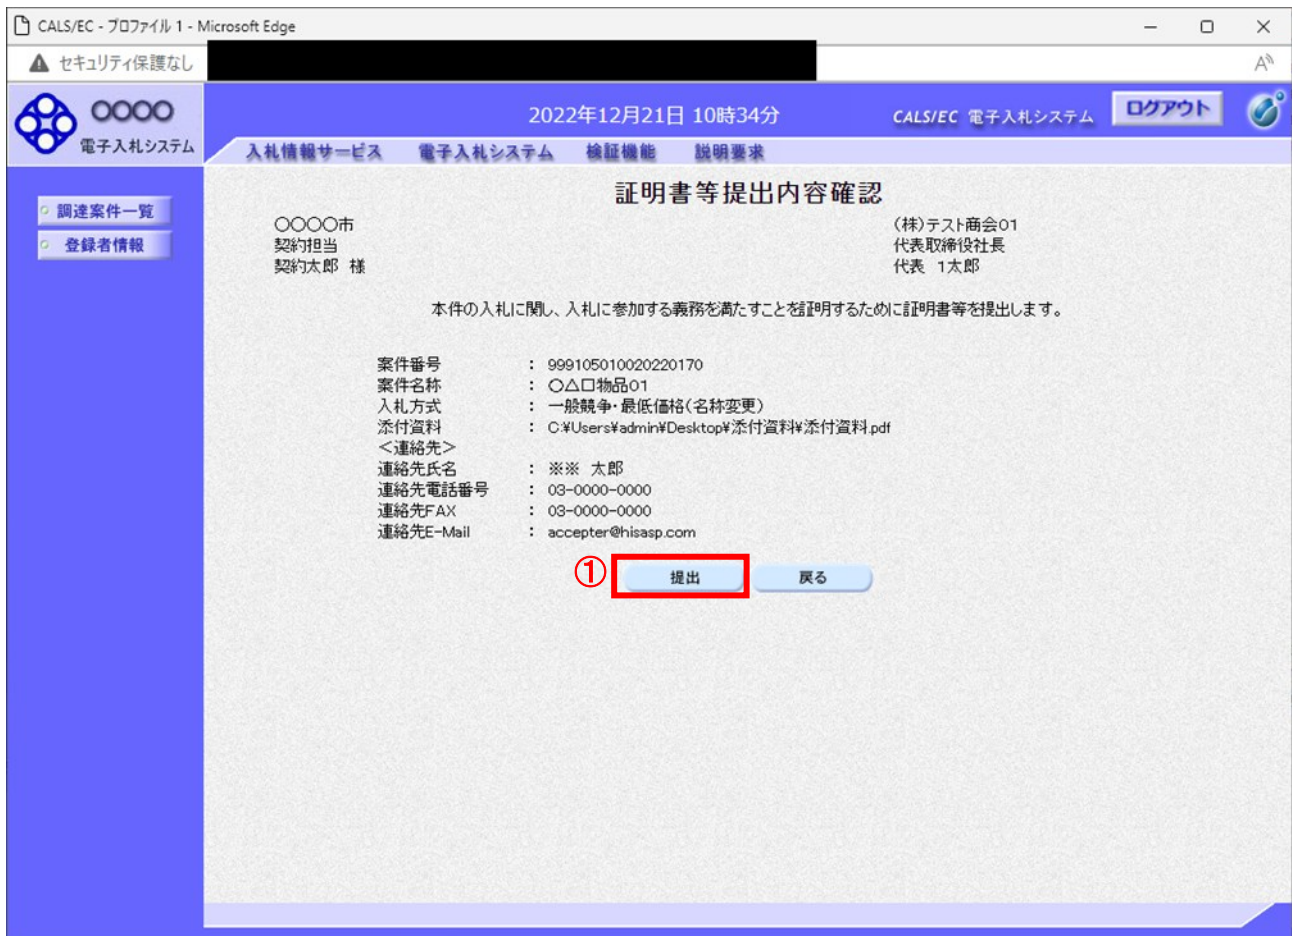 CALS/EC - プロファイル 1 - Microsoft Edge
セキュリティ保護なし
〇〇〇〇
電子入札システム
2022年12月21日 10時34分
CALS/EC 電子入札システム
ログアウト
入札情報サービス 電子入札システム 検証機能 説明要求
調達案件一覧
登録者情報
証明書等提出内容確認
〇〇〇〇市
契約担当
契約太郎 様
(株)テスト商会01
代表取締役社長
代表 1太郎
本件の入札に関し、入札に参加する義務を満たすことを証明するために証明書等を提出します。
案件番号 : 999105010020220170
案件名称 : 〇△口物品01
入札方式 : 一般競争・最低価格(名称変更)
添付資料 : C:¥Users¥admin¥Desktop¥添付資料¥添付資料.pdf
<連絡先>
連絡先氏名 : ※※ 太郎
連絡先電話番号 : 03-0000-0000
連絡先FAX : 03-0000-0000
連絡先E-Mail : accepter@hisasp.com
① 提出 戻る